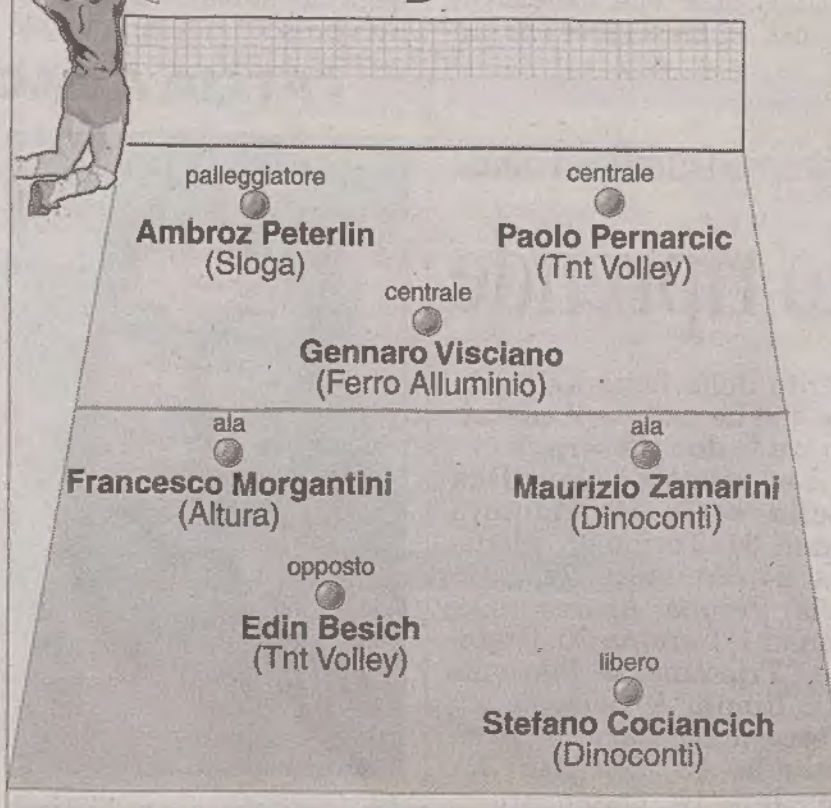 palleggiatore
centrale
Ambroz Peterlin
Paolo Pernarcic
(Sloga)
(Tnt Volley)
centrale
Gennaro Visciano
(Ferro Alluminio)
ala
ala
Francesco Morgantini
Maurizio Zamarini
(Altura)
(Dinoconti)
opposto
Edin Besich
(Tnt Volley)
libero
Stefano Cociancich
(Dinoconti)